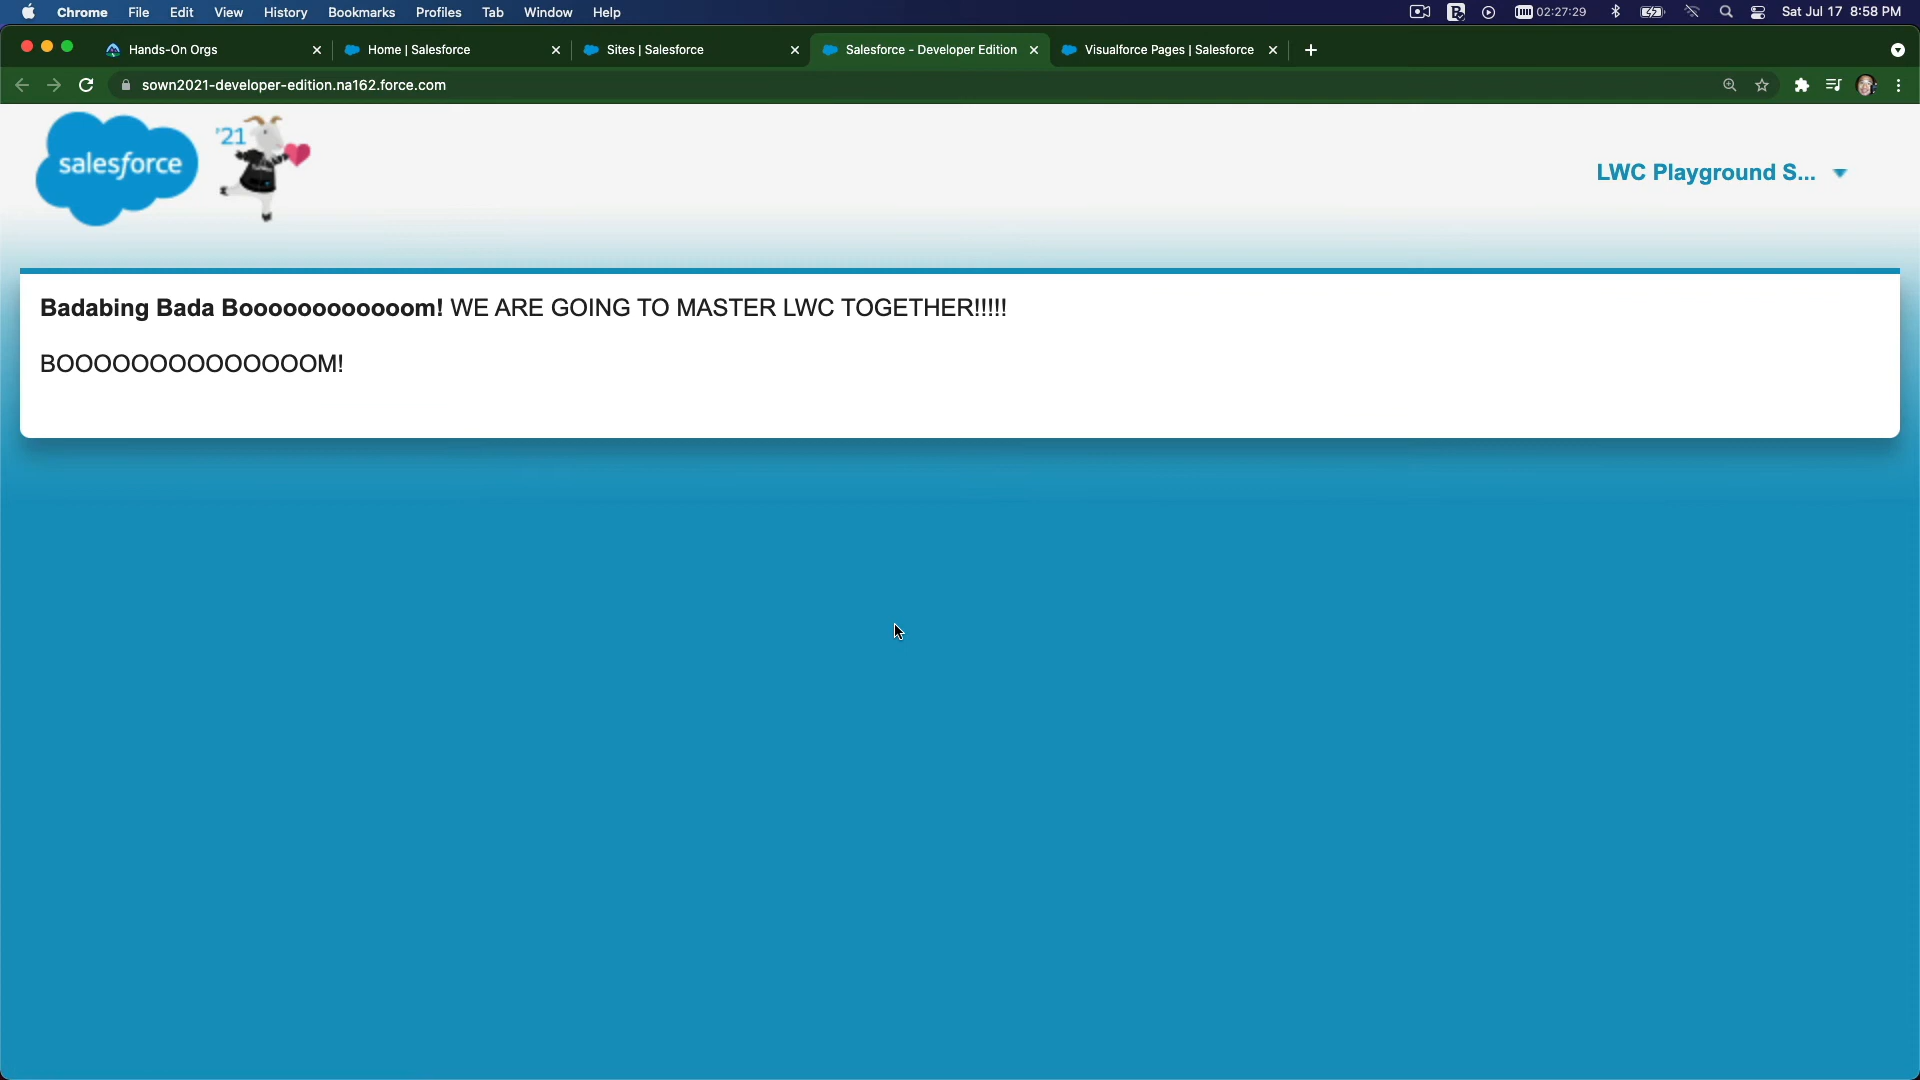 Chrome File Edit View History Bookmarks Profiles Tab Window Help 02:27:29 Sat Jul 17 8:58 PM
Hands-On Orgs Home | Salesforce Sites | Salesforce Salesforce - Developer Edition Visualforce Pages | Salesforce
sown2021-developer-edition.na162.force.com
'21
salesforce
LWC Playground S...
Badabing Bada Booooooooooooom! WE ARE GOING TO MASTER LWC TOGETHER!!!!!
BOOOOOOOOOOOOOOOM!